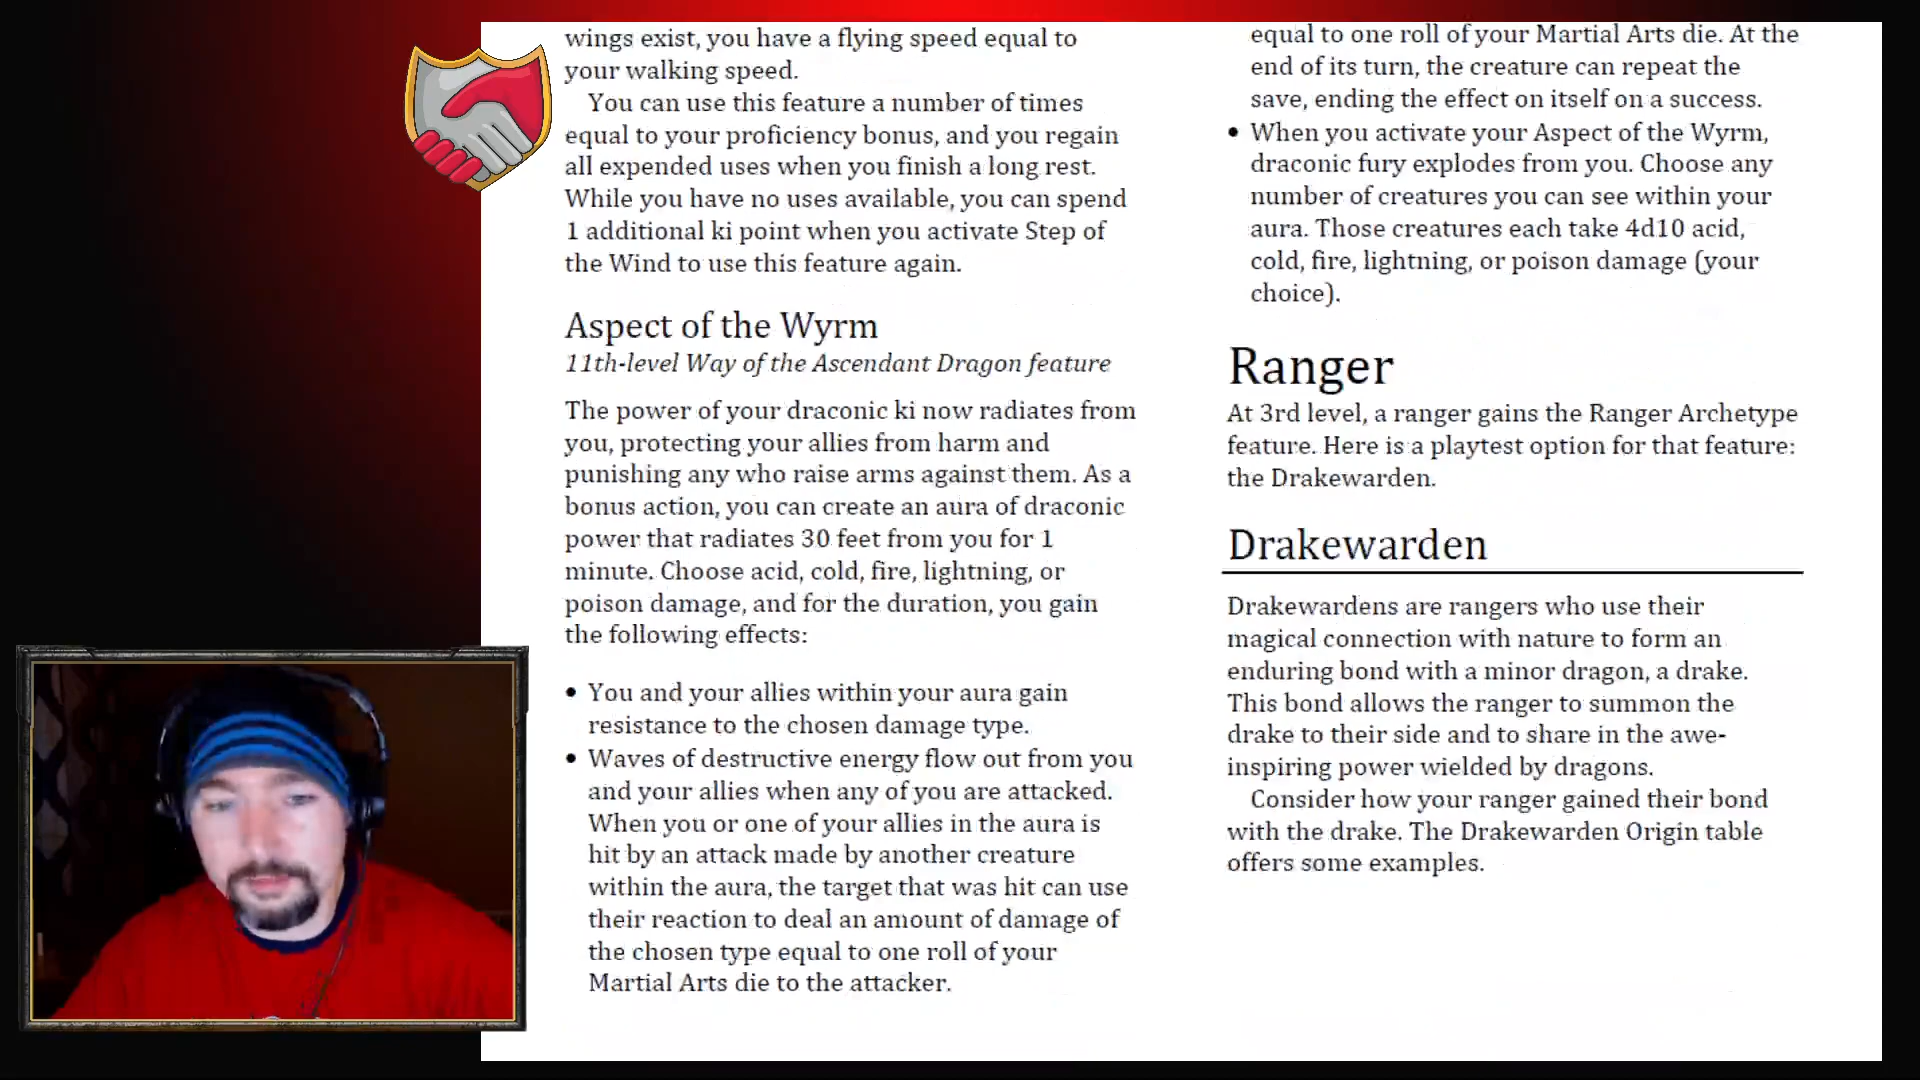 wings exist, you have a flying speed equal to
your walking speed.
You can use this feature a number of times
equal to your proficiency bonus, and you regain
all expended uses when you finish a long rest.
While you have no uses available, you can spend
1 additional ki point when you activate Step of
the Wind to use this feature again.
Aspect of the Wyrm
11th-level Way of the Ascendant Dragon feature
The power of your draconic ki now radiates from
you, protecting your allies from harm and
punishing any who raise arms against them. As a
bonus action, you can create an aura of draconic
power that radiates 30 feet from you for 1
minute. Choose acid, cold, fire, lightning, or
poison damage, and for the duration, you gain
the following effects:
• You and your allies within your aura gain
resistance to the chosen damage type.
• Waves of destructive energy flow out from you
and your allies when any of you are attacked.
When you or one of your allies in the aura is
hit by an attack made by another creature
within the aura, the target that was hit can use
their reaction to deal an amount of damage of
the chosen type equal to one roll of your
Martial Arts die to the attacker.
equal to one roll of your Martial Arts die. At the
end of its turn, the creature can repeat the
save, ending the effect on itself on a success.
• When you activate your Aspect of the Wyrm,
draconic fury explodes from you. Choose any
number of creatures you can see within your
aura. Those creatures each take 4d10 acid,
cold, fire, lightning, or poison damage (your
choice).
Ranger
At 3rd level, a ranger gains the Ranger Archetype
feature. Here is a playtest option for that feature:
the Drakewarden.
Drakewarden
Drakewardens are rangers who use their
magical connection with nature to form an
enduring bond with a minor dragon, a drake.
This bond allows the ranger to summon the
drake to their side and to share in the awe-
inspiring power wielded by dragons.
Consider how your ranger gained their bond
with the drake. The Drakewarden Origin table
offers some examples.